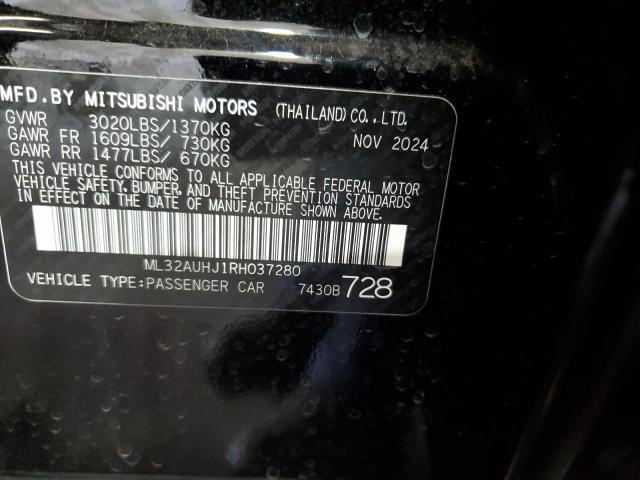 MFD. BY MITSUBISHI MOTORS (THAILAND)CO.,LTD.
GVWR 3020LBS/1370KG NOV 2024
GAWR FR 1609LBS/ 730KG
GAWR RR 1477LBS/ 670KG
THIS VEHICLE CONFORMS TO ALL APPLICABLE FEDERAL MOTOR
VEHICLE SAFETY, BUMPER, AND THEFT PREVENTION STANDARDS
IN EFFECT ON THE DATE OF MANUFACTURE SHOWN ABOVE.
ML32AUHJ1RH037280
VEHICLE TYPE:PASSENGER CAR 7430B 728